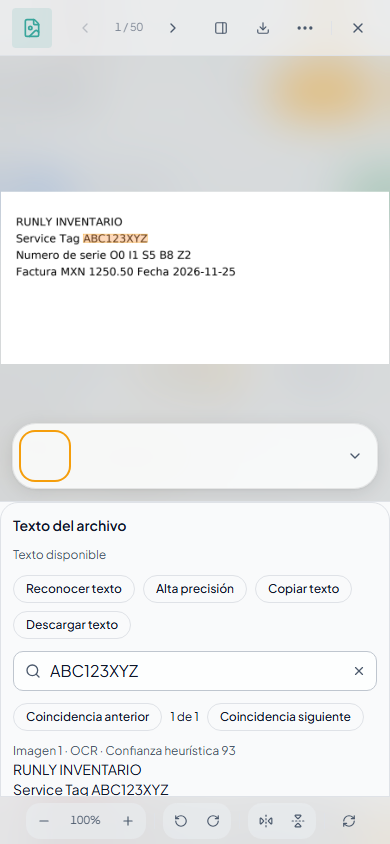 1 / 50
RUNLY INVENTARIO
Service Tag ABC123XYZ
Numero de serie O0 I1 S5 B8 Z2
Factura MXN 1250.50 Fecha 2026-11-25
Texto del archivo
Texto disponible
Reconocer texto
Alta precisión
Copiar texto
Descargar texto
ABC123XYZ
Coincidencia anterior
1 de 1
Coincidencia siguiente
Imagen 1 · OCR · Confianza heurística 93
RUNLY INVENTARIO
Service Tag ABC123XYZ
100%